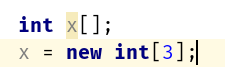 int x[];
x = new int[3];